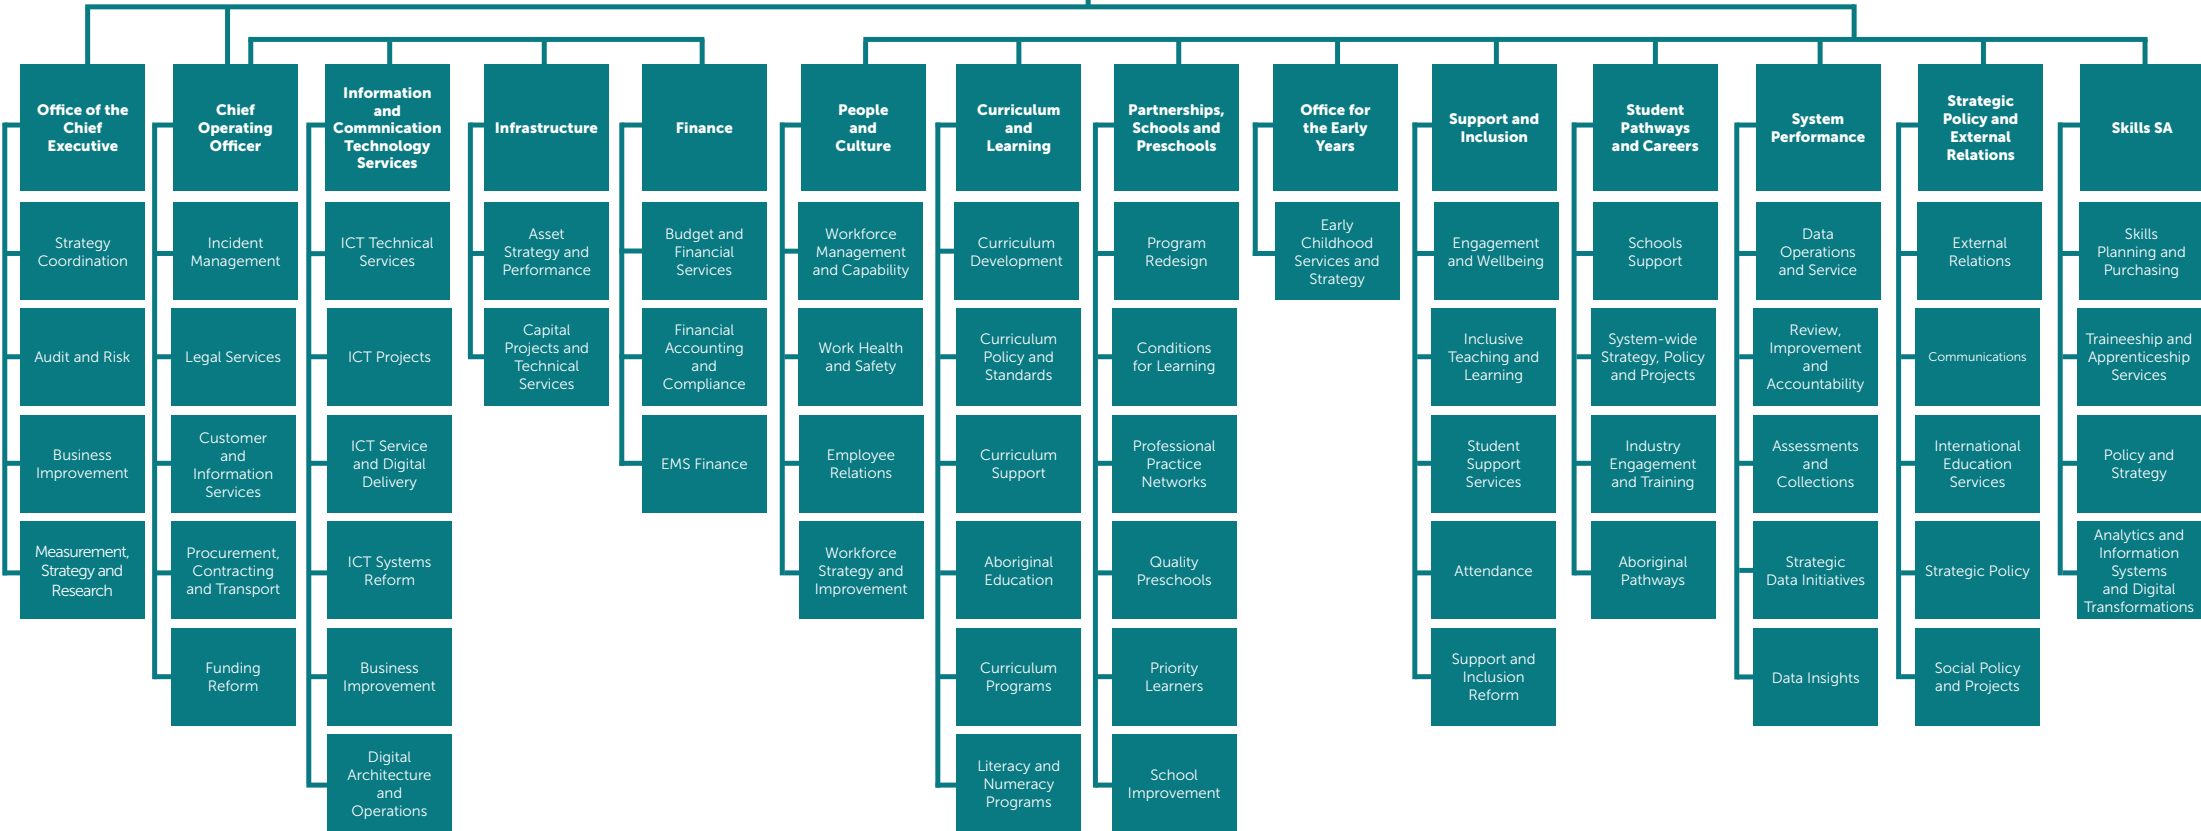 Office of the
Chief
Executive
Strategy
Coordination
Audit and Risk
Business
Improvement
Measurement,
Strategy and
Research
Chief
Operating
Officer
Incident
Management
Legal Services
Customer
and
Information
Services
Procurement,
Contracting
and Transport
Funding
Reform
Information
and
Commnication
Technology
Services
ICT Technical
Services
ICT Projects
ICT Service
and Digital
Delivery
ICT Systems
Reform
Business
Improvement
Digital
Architecture
and
Operations
Infrastructure
Asset
Strategy and
Performance
Capital
Projects and
Technical
Services
Finance
Budget and
Financial
Services
Financial
Accounting
and
Compliance
EMS Finance
People
and
Culture
Workforce
Management
and Capability
Work Health
and Safety
Employee
Relations
Workforce
Strategy and
Improvement
Curriculum
and
Learning
Curriculum
Development
Curriculum
Policy and
Standards
Curriculum
Support
Aboriginal
Education
Curriculum
Programs
Literacy and
Numeracy
Programs
Partnerships,
Schools and
Preschools
Program
Redesign
Conditions
for Learning
Professional
Practice
Networks
Quality
Preschools
Priority
Learners
School
Improvement
Office for
the Early
Years
Early
Childhood
Services and
Strategy
Support and
Inclusion
Engagement
and Wellbeing
Inclusive
Teaching and
Learning
Student
Support
Services
Attendance
Support and
Inclusion
Reform
Student
Pathways
and Careers
Schools
Support
System-wide
Strategy, Policy
and Projects
Industry
Engagement
and Training
Aboriginal
Pathways
System
Performance
Data
Operations
and Service
Review,
Improvement
and
Accountability
Assessments
and
Collections
Strategic
Data Initiatives
Data Insights
Strategic
Policy and
External
Relations
External
Relations
Communications
International
Education
Services
Strategic Policy
Social Policy
and Projects
Skills SA
Skills
Planning and
Purchasing
Traineeship and
Apprenticeship
Services
Policy and
Strategy
Analytics and
Information
Systems
and Digital
Transformations